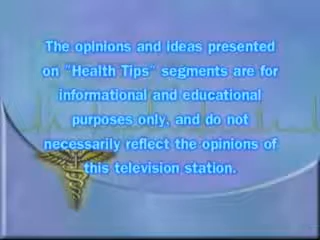 The opinions and ideas presented
on "Health Tips" segments are for
informational and educational
purposes only, and do not
necessarily reflect the opinions of
this television station.